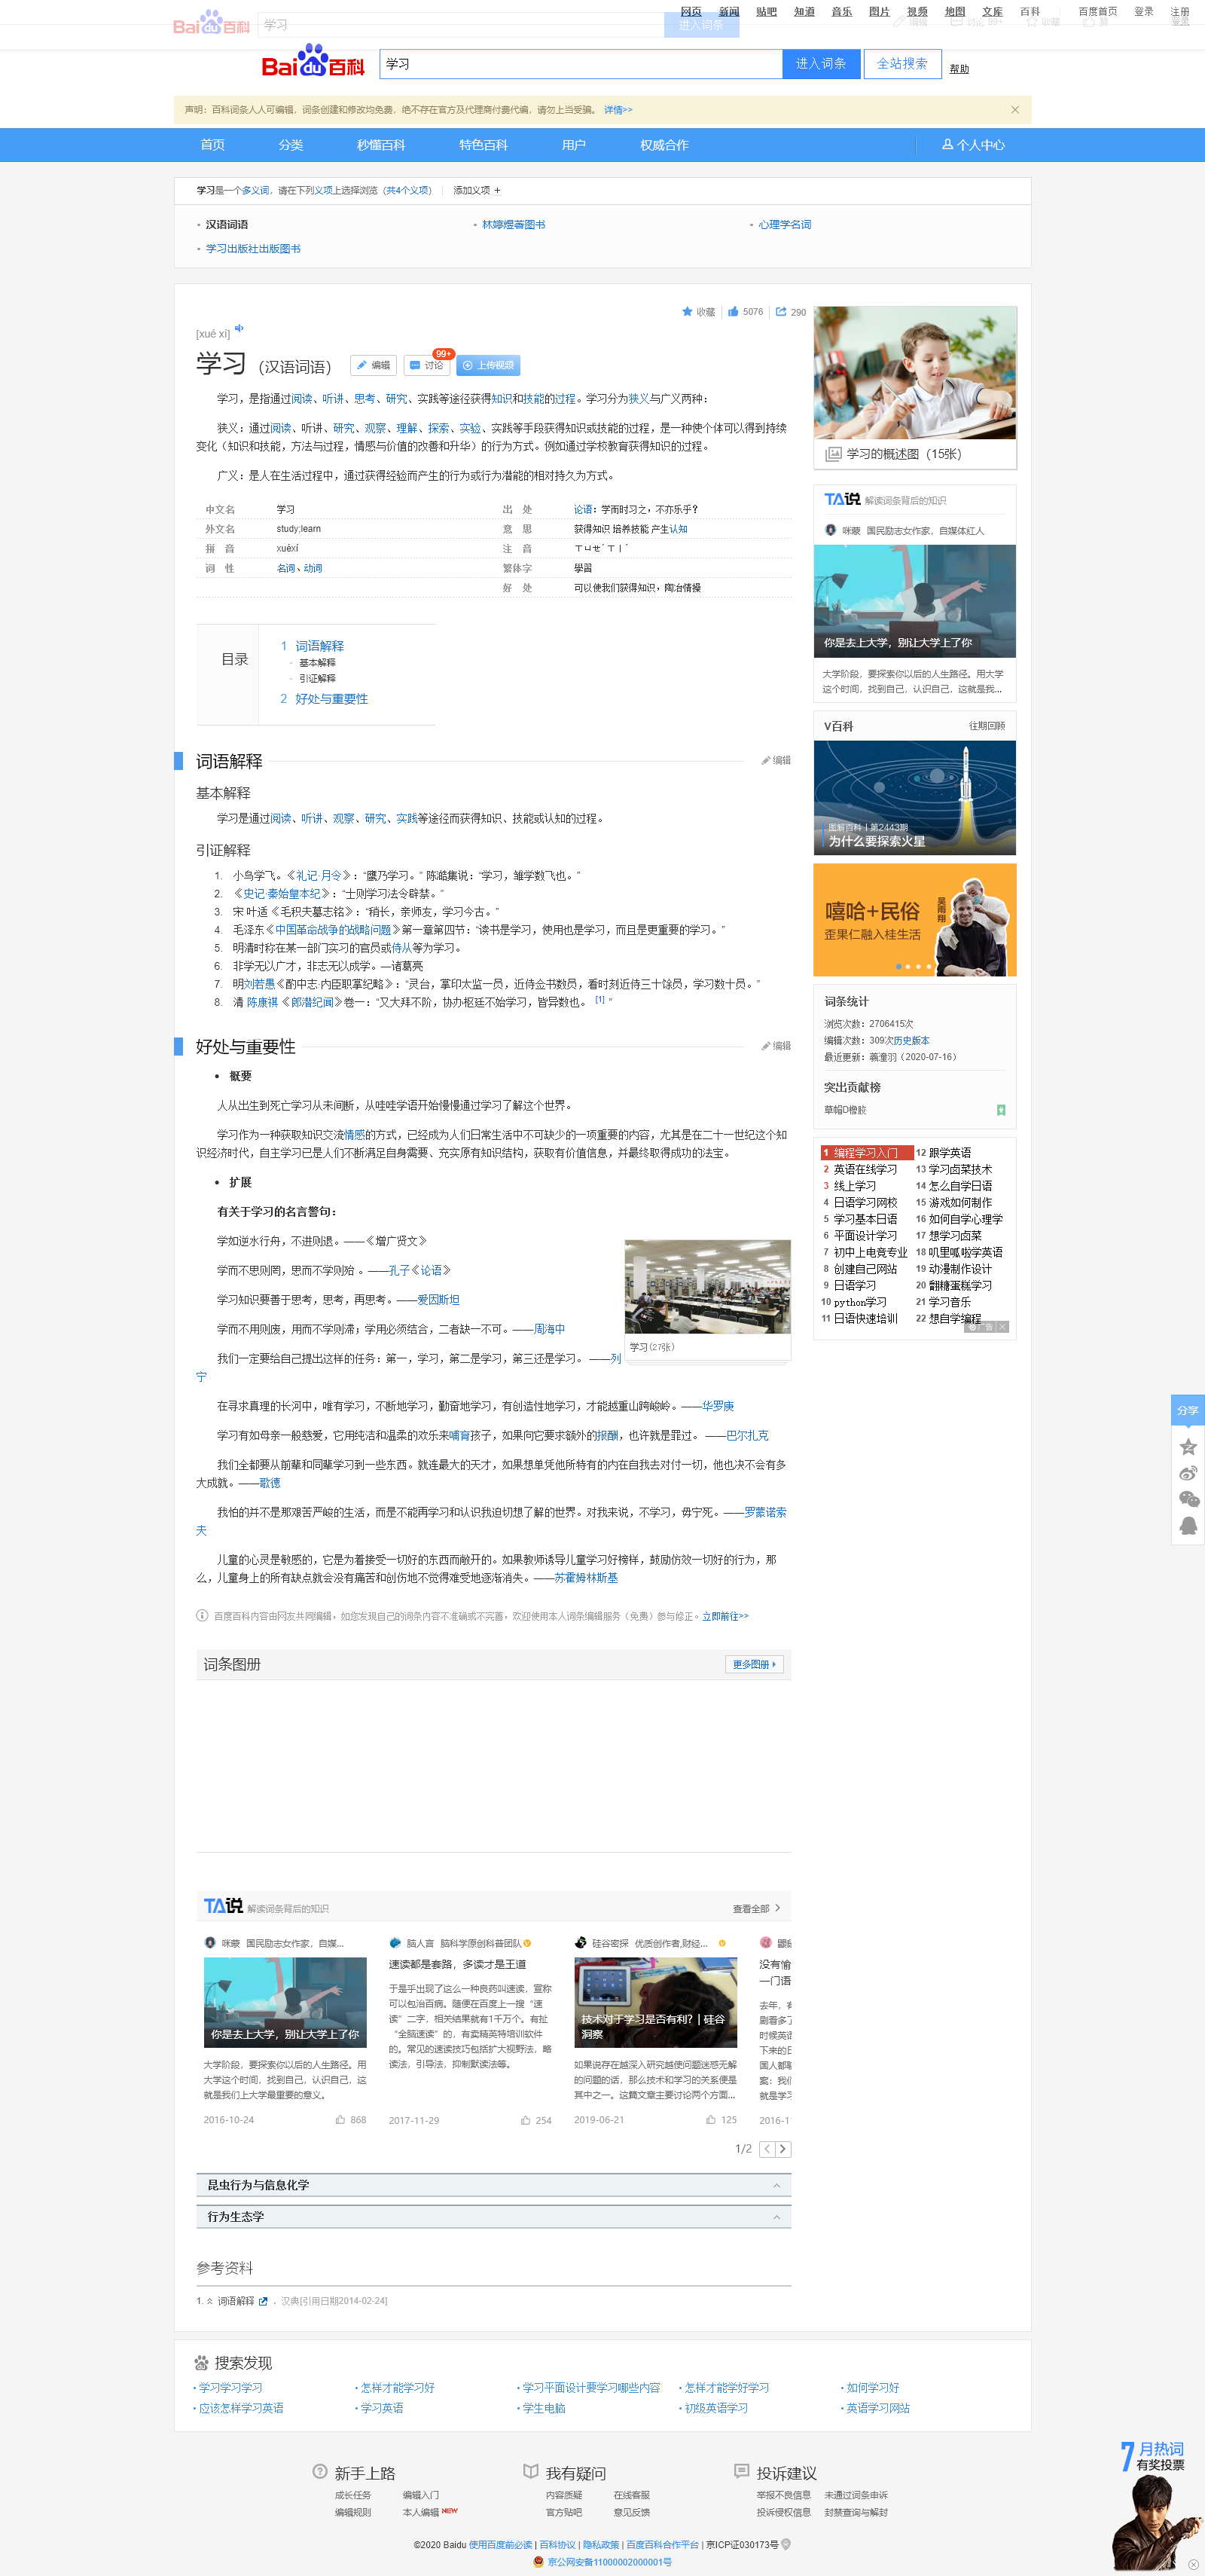 网页 新闻 贴吧 知道 音乐 图片 视频 地图 文库 百科 百度首页 登录 注册
Baidu百科 学习 进入词条
Baidu百科 学习 进入词条 全站搜索 帮助
声明：百科词条人人可编辑，词条创建和修改均免费，绝不存在官方及代理商付费代编，请勿上当受骗。 详情>>
首页 分类 秒懂百科 特色百科 用户 权威合作 个人中心
学习是一个多义词，请在下列义项上选择浏览（共4个义项） 添加义项 +
汉语词语 林婷煜著图书 心理学名词
学习出版社出版图书
收藏 5076 290
[xué xí]
学习（汉语词语） 编辑 讨论 99+ 上传视频
学习，是指通过阅读、听讲、思考、研究、实践等途径获得知识和技能的过程。学习分为狭义与广义两种：
狭义：通过阅读、听讲、研究、观察、理解、探索、实验、实践等手段获得知识或技能的过程，是一种使个体可以得到持续
变化（知识和技能，方法与过程，情感与价值的改善和升华）的行为方式。例如通过学校教育获得知识的过程。
广义：是人在生活过程中，通过获得经验而产生的行为或行为潜能的相对持久为方式。
中文名 学习 出 处 论语：学而时习之，不亦乐乎?
外文名 study;learn 意 思 获得知识 培养技能 产生认知
拼 音 xuéxí 注 音 ㄒㄩㄝˊ ㄒㄧˊ
词 性 名词、动词 繁体字 學習
好 处 可以使我们获得知识，陶冶情操
目录
1 词语解释
基本解释
引证解释
2 好处与重要性
词语解释 编辑
基本解释
学习是通过阅读、听讲、观察、研究、实践等途径而获得知识、技能或认知的过程。
引证解释
1. 小鸟学飞。《礼记·月令》：“鹰乃学习。” 陈澔集说：“学习，雏学数飞也。”
2. 《史记·秦始皇本纪》：“士则学习法令辟禁。”
3. 宋 叶适《毛积夫墓志铭》：“稍长，亲师友，学习今古。”
4. 毛泽东《中国革命战争的战略问题》第一章第四节：“读书是学习，使用也是学习，而且是更重要的学习。”
5. 明清时称在某一部门实习的官员或侍从等为学习。
6. 非学无以广才，非志无以成学。—诸葛亮
7. 明刘若愚《酌中志·内臣职掌纪略》：“灵台，掌印太监一员，近侍佥书数员，看时刻近侍三十馀员，学习数十员。”
8. 清 陈康祺《郎潜纪闻》卷一：“又大拜不阶，协办枢廷不始学习，皆异数也。 [1] ”
好处与重要性 编辑
• 概要
人从出生到死亡学习从未间断，从哇哇学语开始慢慢通过学习了解这个世界。
学习作为一种获取知识交流情感的方式，已经成为人们日常生活中不可缺少的一项重要的内容，尤其是在二十一世纪这个知
识经济时代，自主学习已是人们不断满足自身需要、充实原有知识结构，获取有价值信息，并最终取得成功的法宝。
• 扩展
有关于学习的名言警句：
学如逆水行舟，不进则退。——《增广贤文》
学而不思则罔，思而不学则殆 。——孔子《论语》
学习知识要善于思考，思考，再思考。——爱因斯坦
学而不用则废，用而不学则滞；学用必须结合，二者缺一不可。——周海中
学习(27张)
我们一定要给自己提出这样的任务：第一，学习，第二是学习，第三还是学习。 ——列
宁
在寻求真理的长河中，唯有学习，不断地学习，勤奋地学习，有创造性地学习，才能越重山跨峻岭。——华罗庚
学习有如母亲一般慈爱，它用纯洁和温柔的欢乐来哺育孩子，如果向它要求额外的报酬，也许就是罪过。 ——巴尔扎克
我们全都要从前辈和同辈学习到一些东西。就连最大的天才，如果想单凭他所特有的内在自我去对付一切，他也决不会有多
大成就。——歌德
我怕的并不是那艰苦严峻的生活，而是不能再学习和认识我迫切想了解的世界。对我来说，不学习，毋宁死。——罗蒙诺索
夫
儿童的心灵是敏感的，它是为着接受一切好的东西而敞开的。如果教师诱导儿童学习好榜样，鼓励仿效一切好的行为，那
么，儿童身上的所有缺点就会没有痛苦和创伤地不觉得难受地逐渐消失。——苏霍姆林斯基
百度百科内容由网友共同编辑，如您发现自己的词条内容不准确或不完善，欢迎使用本人词条编辑服务（免费）参与修正。立即前往>>
词条图册 更多图册
TA说 解读词条背后的知识 查看全部
咪蒙 国民励志女作家，自媒...
你是去上大学，别让大学上了你
大学阶段，要探索你以后的人生路径。用
大学这个时间，找到自己，认识自己，这
就是我们上大学最重要的意义。
2016-10-24 868
脑人言 脑科学原创科普团队
速读都是套路，多读才是王道
于是乎出现了这么一种良药叫速读，宣称
可以包治百病。随便在百度上一搜“速
读”二字，相关结果就有1千万个。有扯
“全脑速读”的，有卖精英特培训软件
的。常见的速读技巧包括扩大视野法，略
读法，引导法，抑制默读法等。
2017-11-29 254
硅谷密探 优质创作者,财经...
技术对于学习是否有利？| 硅谷
洞察
如果说存在越深入研究越使问题迷惑无解
的问题的话，那么技术和学习的关系便是
其中之一。这篇文章主要讨论两个方面...
2019-06-21 125
没有愉
一门语
去年，有
剧看多了
时候英语
下来的日
国人都聊
案：我们
就是学习
2016-1
1/2
昆虫行为与信息化学
行为生态学
参考资料
1. 词语解释 ．汉典[引用日期2014-02-24]
学习的概述图（15张）
TA说 解读词条背后的知识
咪蒙 国民励志女作家，自媒体红人
你是去上大学，别让大学上了你
大学阶段，要探索你以后的人生路径。用大学
这个时间，找到自己，认识自己，这就是我...
V百科 往期回顾
图解百科 | 第2443期
为什么要探索火星
嘻哈+民俗
歪果仁融入桂生活
吴雨翔
词条统计
浏览次数：2706415次
编辑次数：309次历史版本
最近更新：羲潼羽（2020-07-16）
突出贡献榜
草帽D橡胶
1 编程学习入门 12 跟学英语
2 英语在线学习 13 学习卤菜技术
3 线上学习 14 怎么自学日语
4 日语学习网校 15 游戏如何制作
5 学习基本日语 16 如何自学心理学
6 平面设计学习 17 想学习卤菜
7 初中上电竞专业 18 叽里呱啦学英语
8 创建自己网站 19 动漫制作设计
9 日语学习 20 翻糖蛋糕学习
10 python学习 21 学习音乐
11 日语快速培训 22 想自学编程
广告
分享
搜索发现
学习学习学习 怎样才能学习好 学习平面设计要学习哪些内容 怎样才能学好学习 如何学习好
应该怎样学习英语 学习英语 学生电脑 初级英语学习 英语学习网站
新手上路 我有疑问 投诉建议
成长任务 编辑入门 内容质疑 在线客服 举报不良信息 未通过词条申诉
编辑规则 本人编辑 NEW 官方贴吧 意见反馈 投诉侵权信息 封禁查询与解封
©2020 Baidu 使用百度前必读 | 百科协议 | 隐私政策 | 百度百科合作平台 | 京ICP证030173号
京公网安备11000002000001号
7月热词
有奖投票